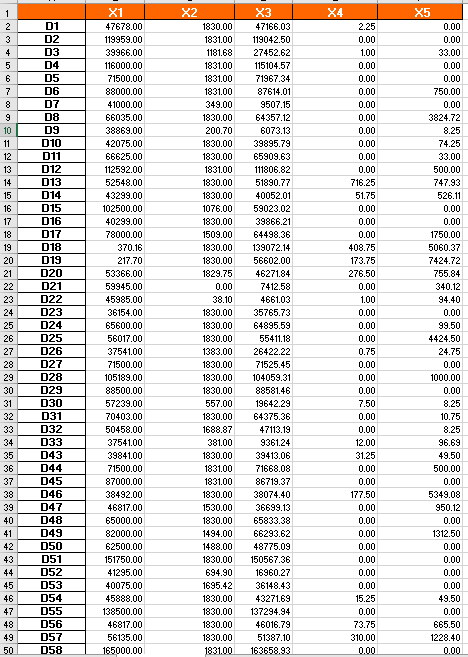 1 X1 X2 X3 X4 X5
2 D1 47678.00 1830.00 47166.03 2.25 0.00
3 D2 119959.00 1831.00 119042.50 0.00 0.00
4 D3 39966.00 1181.68 27452.62 1.00 33.00
5 D4 116000.00 1831.00 115104.57 0.00 0.00
6 D5 71500.00 1831.00 71967.34 0.00 0.00
7 D6 88000.00 1831.00 87614.01 0.00 750.00
8 D7 41000.00 349.00 9507.15 0.00 0.00
9 D8 66035.00 1830.00 64357.12 0.00 3824.72
10 D9 38869.00 200.70 6073.13 0.00 8.25
11 D10 42075.00 1830.00 39895.79 0.00 74.25
12 D11 66625.00 1830.00 65909.63 0.00 33.00
13 D12 112592.00 1831.00 111806.82 0.00 500.00
14 D13 52548.00 1830.00 51890.77 716.25 747.93
15 D14 43299.00 1830.00 40052.01 51.75 526.11
16 D15 102500.00 1076.00 59023.02 0.00 0.00
17 D16 40299.00 1830.00 39866.21 0.00 0.00
18 D17 78000.00 1509.00 64498.36 0.00 1750.00
19 D18 370.16 1830.00 139072.14 408.75 5060.37
20 D19 217.70 1830.00 56602.00 173.75 7424.72
21 D20 53366.00 1829.75 46271.84 276.50 755.84
22 D21 59945.00 0.00 7412.58 0.00 340.12
23 D22 45985.00 38.10 4661.03 1.00 94.40
24 D23 36154.00 1830.00 35765.73 0.00 0.00
25 D24 65600.00 1830.00 64895.59 0.00 99.50
26 D25 56017.00 1830.00 55411.18 0.00 4424.50
27 D26 37541.00 1383.00 26422.22 0.75 24.75
28 D27 71500.00 1830.00 71525.45 0.00 0.00
29 D28 105189.00 1830.00 104059.31 0.00 1000.00
30 D29 88500.00 1830.00 88581.46 0.00 0.00
31 D30 57239.00 557.00 19642.29 7.50 8.25
32 D31 70403.00 1830.00 64375.36 0.00 10.75
33 D32 50458.00 1688.87 47113.19 0.00 8.25
34 D33 37541.00 381.00 9361.24 12.00 96.69
35 D43 39841.00 1830.00 39413.06 31.25 49.50
36 D44 71500.00 1831.00 71668.08 0.00 500.00
37 D45 87000.00 1831.00 86719.37 0.00 0.00
38 D46 38492.00 1830.00 38074.40 177.50 5349.08
39 D47 46817.00 1530.00 36699.13 0.00 950.12
40 D48 65000.00 1830.00 65833.38 0.00 0.00
41 D49 82000.00 1494.00 66293.62 0.00 1312.50
42 D50 62500.00 1488.00 48775.09 0.00 0.00
43 D51 151750.00 1830.00 150567.36 0.00 0.00
44 D52 41295.00 694.90 16960.27 0.00 0.00
45 D53 40075.00 1695.42 36148.43 0.00 0.00
46 D54 45888.00 1830.00 43271.69 15.25 49.50
47 D55 138500.00 1830.00 137294.94 0.00 0.00
48 D56 46817.00 1830.00 46016.79 73.75 665.50
49 D57 56135.00 1830.00 51387.10 310.00 1228.40
50 D58 165000.00 1831.00 163658.93 0.00 0.00